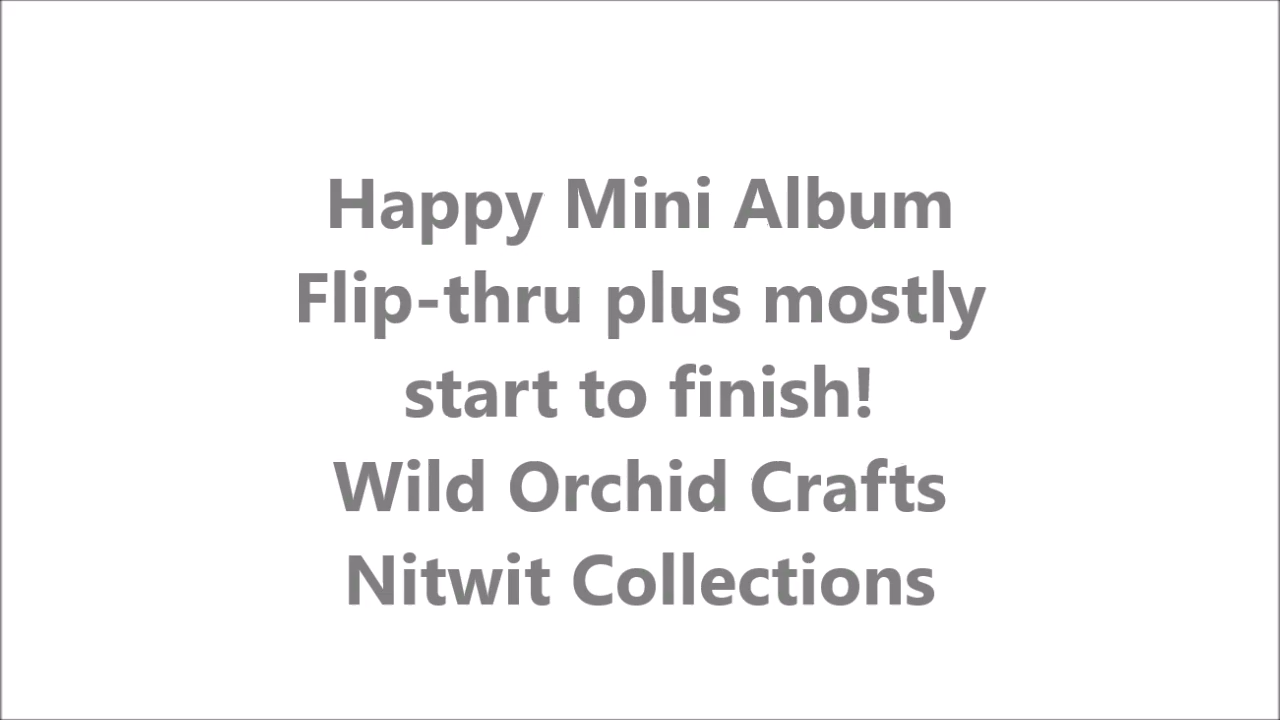 Happy Mini Album
Flip-thru plus mostly
start to finish!
Wild Orchid Crafts
Nitwit Collections